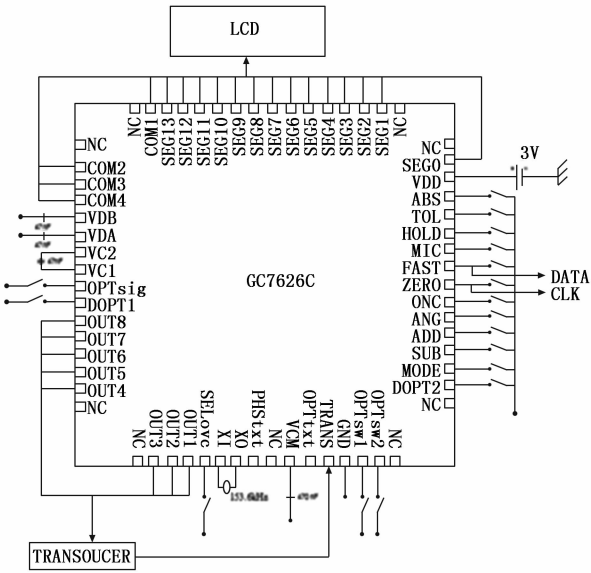 LCD
NC
COM1
SEG13
SEG12
SEG11
SEG10
SEG9
SEG8
SEG7
SEG6
SEG5
SEG4
SEG3
SEG2
SEG1
NC
NC
COM2
COM3
COM4
VDB
VDA
VC2
VC1
OPTsig
DOPT1
OUT8
OUT7
OUT6
OUT5
OUT4
NC
GC7626C
NC
SEG0
VDD
ABS
TOL
HOLD
MIC
FAST
ZERO
ONC
ANG
ADD
SUB
MODE
DOPT2
NC
3V
DATA
CLK
NC
OUT3
OUT2
OUT1
SELovc
XI
XO
PHStxt
NC
VCM
OPTtxt
TRANS
GND
OPTsw1
OPTsw2
NC
153.6kHz
TRANSOUCER